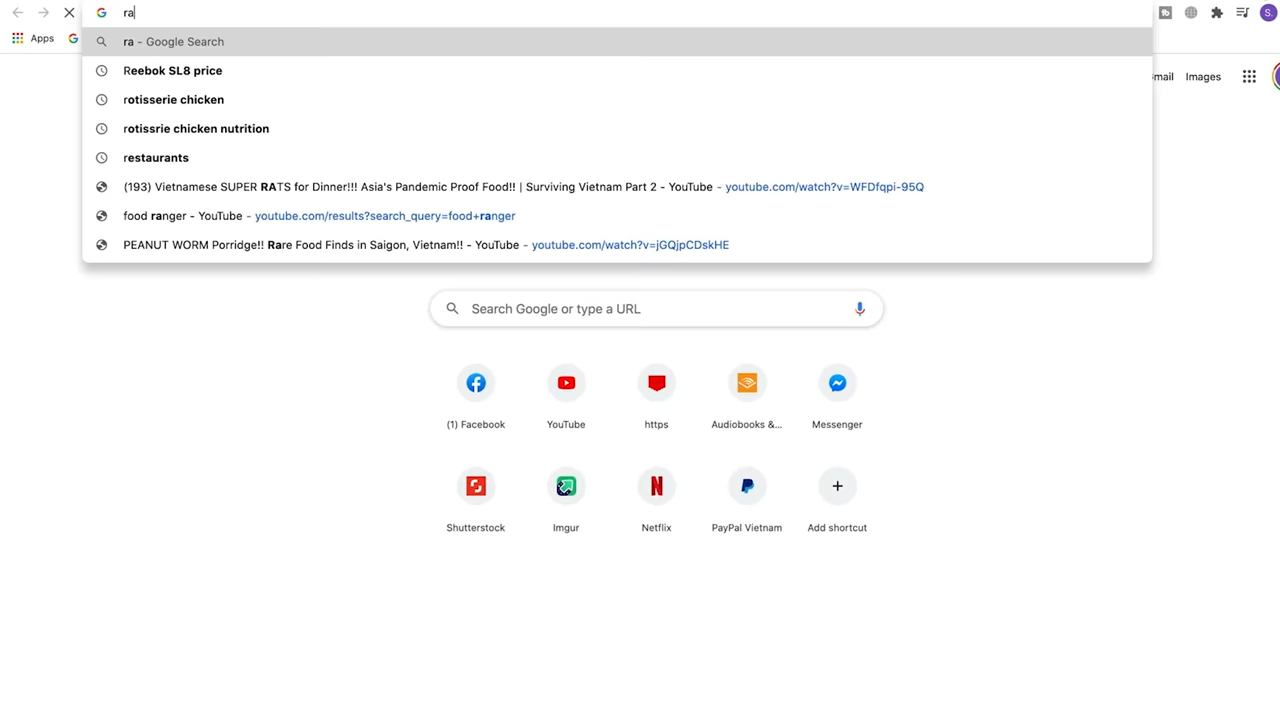 ra
S.
Apps
ra - Google Search
Reebok SL8 price
rotisserie chicken
rotissrie chicken nutrition
restaurants
(193) Vietnamese SUPER RATS for Dinner!!! Asia's Pandemic Proof Food!! | Surviving Vietnam Part 2 - YouTube - youtube.com/watch?v=WFDfqpi-95Q
food ranger - YouTube - youtube.com/results?search_query=food+ranger
PEANUT WORM Porridge!! Rare Food Finds in Saigon, Vietnam!! - YouTube - youtube.com/watch?v=jGQjpCDskHE
mail Images
Search Google or type a URL
(1) Facebook YouTube https Audiobooks &... Messenger
Shutterstock Imgur Netflix PayPal Vietnam Add shortcut